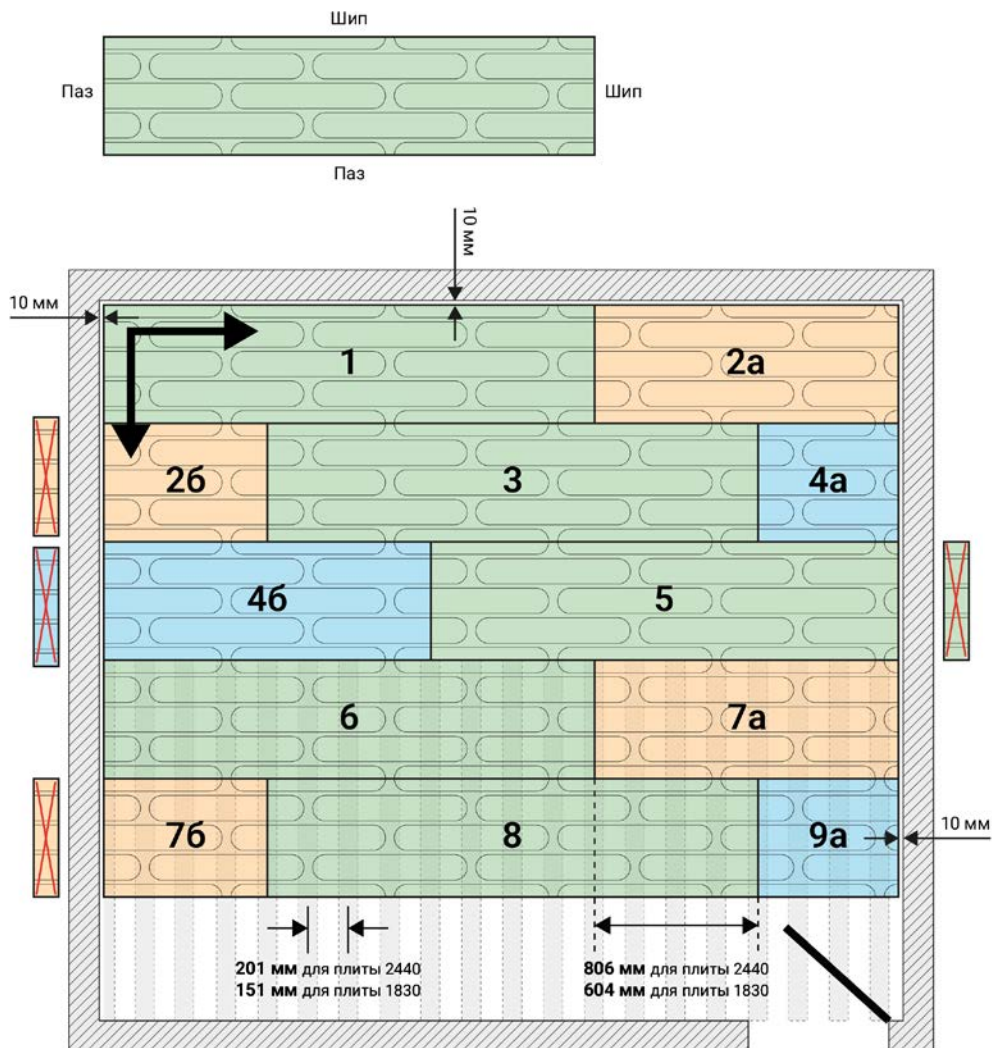 Шип
Паз
Шип
Паз
10 мм
10 мм
1
2а
2б
3
4а
4б
5
6
7а
7б
8
9а
10 мм
201 мм для плиты 2440
151 мм для плиты 1830
806 мм для плиты 2440
604 мм для плиты 1830